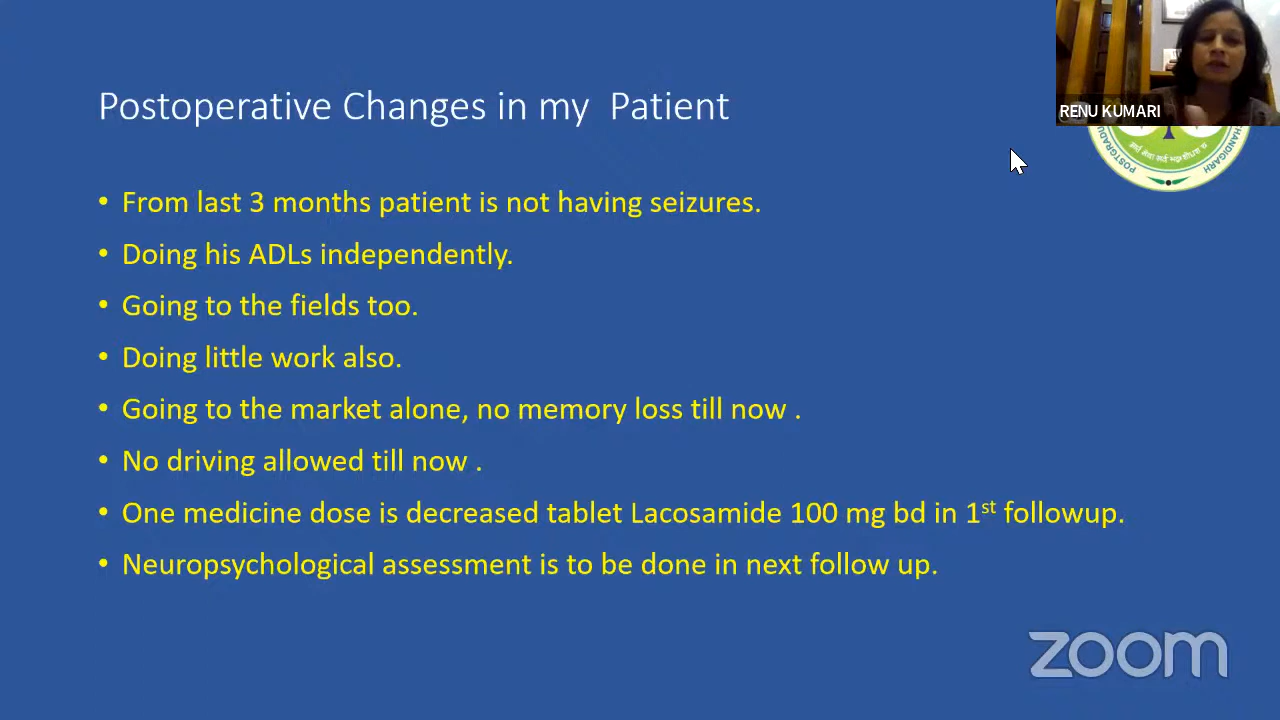 Postoperative Changes in my Patient
RENU KUMARI
POSTGRADU
CHANDIGARH
• From last 3 months patient is not having seizures.
• Doing his ADLs independently.
• Going to the fields too.
• Doing little work also.
• Going to the market alone, no memory loss till now .
• No driving allowed till now .
• One medicine dose is decreased tablet Lacosamide 100 mg bd in 1st followup.
• Neuropsychological assessment is to be done in next follow up.
zoom